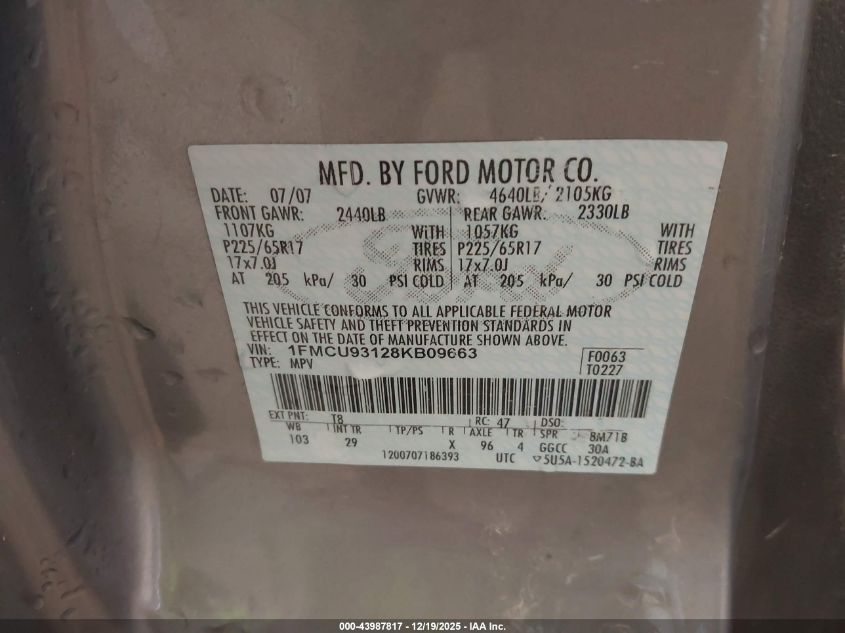 MFD. BY FORD MOTOR CO.
DATE: 07/07 GVWR: 4640LB/ 2105KG
FRONT GAWR: 2440LB REAR GAWR: 2330LB
1107KG WITH 1057KG WITH
P225/65R17 TIRES P225/65R17 TIRES
17x7.0J RIMS 17x7.0J RIMS
AT 205 kPa/ 30 PSI COLD AT 205 kPa/ 30 PSI COLD
THIS VEHICLE CONFORMS TO ALL APPLICABLE FEDERAL MOTOR
VEHICLE SAFETY AND THEFT PREVENTION STANDARDS IN
EFFECT ON THE DATE OF MANUFACTURE SHOWN ABOVE.
VIN: 1FMCU93128KB09663 F0063
TYPE: MPV T0227
EXT PNT: T8 RC: 47 DSO:
WB INT TR TP/PS R AXLE TR SPR BM71B
103 29 X 96 4 GGCC 30A
1200707186393 UTC 5U5A-1520472-BA
Ford
000-43987817 - 12/19/2025 - IAA Inc.